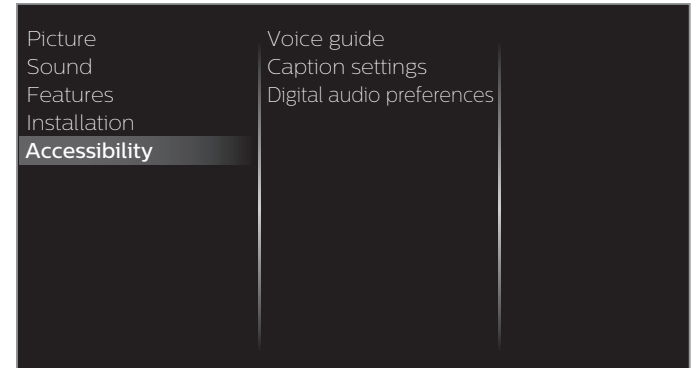 Picture
Sound
Features
Installation
Accessibility
Voice guide
Caption settings
Digital audio preferences